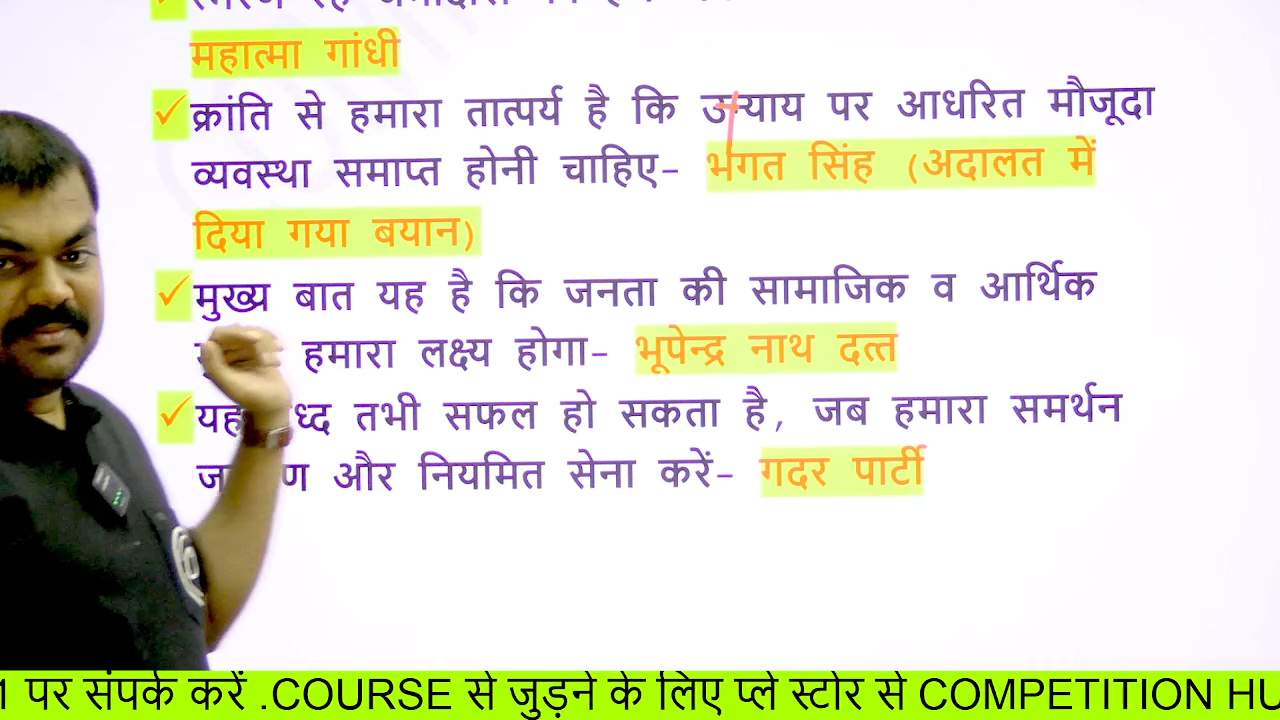 महात्मा गांधी
✓ क्रांति से हमारा तात्पर्य है कि पर आधरित मौजूदा
व्यवस्था समाप्त होनी चाहिए- भगत सिंह (अदालत में
दिया गया बयान)
✓ मुख्य बात यह है कि जनता की सामाजिक व आर्थिक
हमारा लक्ष्य होगा- भूपेन्द्र नाथ दत्त
✓ यह तभी सफल हो सकता है, जब हमारा समर्थन
और नियमित सेना करें- गदर पार्टी
1 पर संपर्क करें .COURSE से जुड़ने के लिए प्ले स्टोर से COMPETITION HU